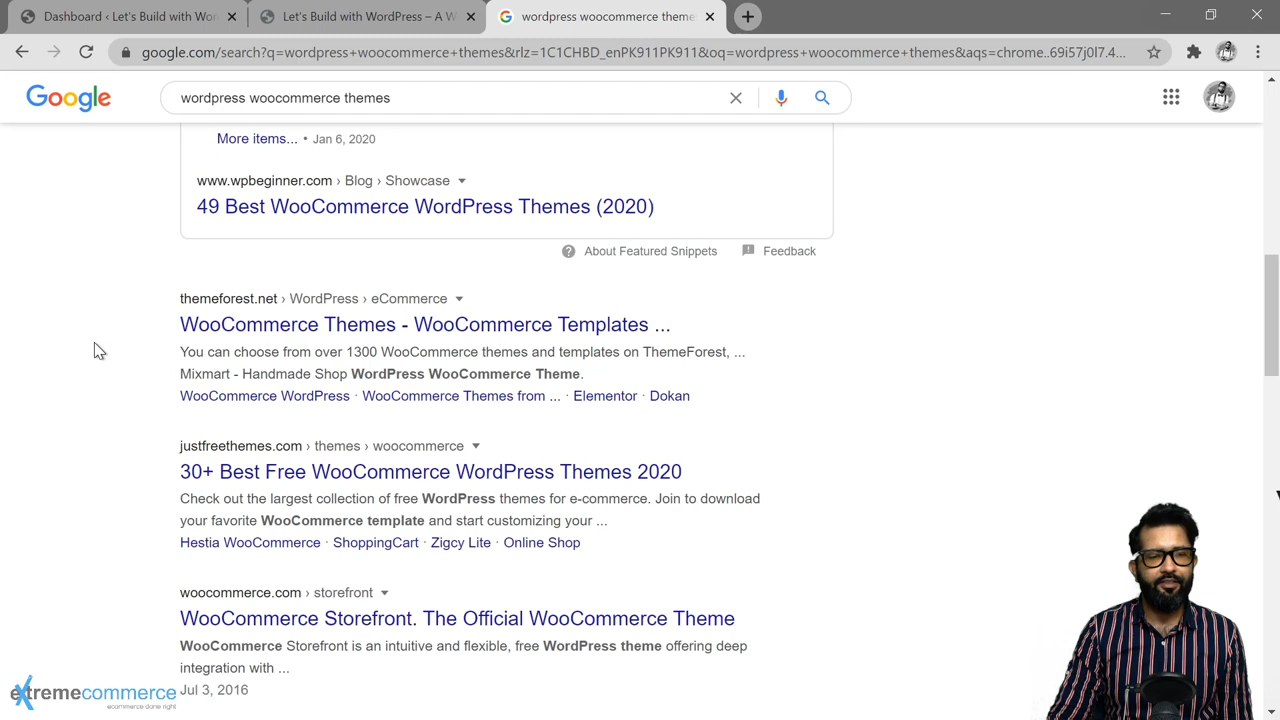 Dashboard ‹ Let's Build with Wor
Let's Build with WordPress – A W
wordpress woocommerce theme
google.com/search?q=wordpress+woocommerce+themes&rlz=1C1CHBD_enPK911PK911&oq=wordpress+woocommerce+themes&aqs=chrome..69i57j0l7.4...
Google
wordpress woocommerce themes
More items... • Jan 6, 2020
www.wpbeginner.com › Blog › Showcase
49 Best WooCommerce WordPress Themes (2020)
About Featured Snippets
Feedback
themeforest.net › WordPress › eCommerce
WooCommerce Themes - WooCommerce Templates ...
You can choose from over 1300 WooCommerce themes and templates on ThemeForest, ...
Mixmart - Handmade Shop WordPress WooCommerce Theme.
WooCommerce WordPress · WooCommerce Themes from ... · Elementor · Dokan
justfreethemes.com › themes › woocommerce
30+ Best Free WooCommerce WordPress Themes 2020
Check out the largest collection of free WordPress themes for e-commerce. Join to download
your favorite WooCommerce template and start customizing your ...
Hestia WooCommerce · ShoppingCart · Zigcy Lite · Online Shop
woocommerce.com › storefront
WooCommerce Storefront. The Official WooCommerce Theme
WooCommerce Storefront is an intuitive and flexible, free WordPress theme offering deep
integration with ...
Jul 3, 2016
extremecommerce
ecommerce done right